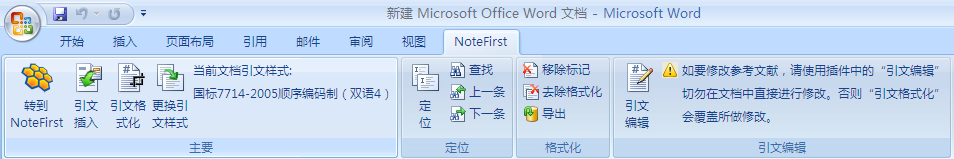 新建 Microsoft Office Word 文档 - Microsoft Word
开始 插入 页面布局 引用 邮件 审阅 视图 NoteFirst
转到 NoteFirst
引文插入
引文格式化
更换引文样式
当前文档引文样式:
国标7714-2005顺序编码制（双语4）
主要
定位
查找
上一条
下一条
定位
移除标记
去除格式化
导出
格式化
引文编辑
如要修改参考文献，请使用插件中的“引文编辑”
切勿在文档中直接进行修改。否则“引文格式化”
会覆盖所做修改。
引文编辑